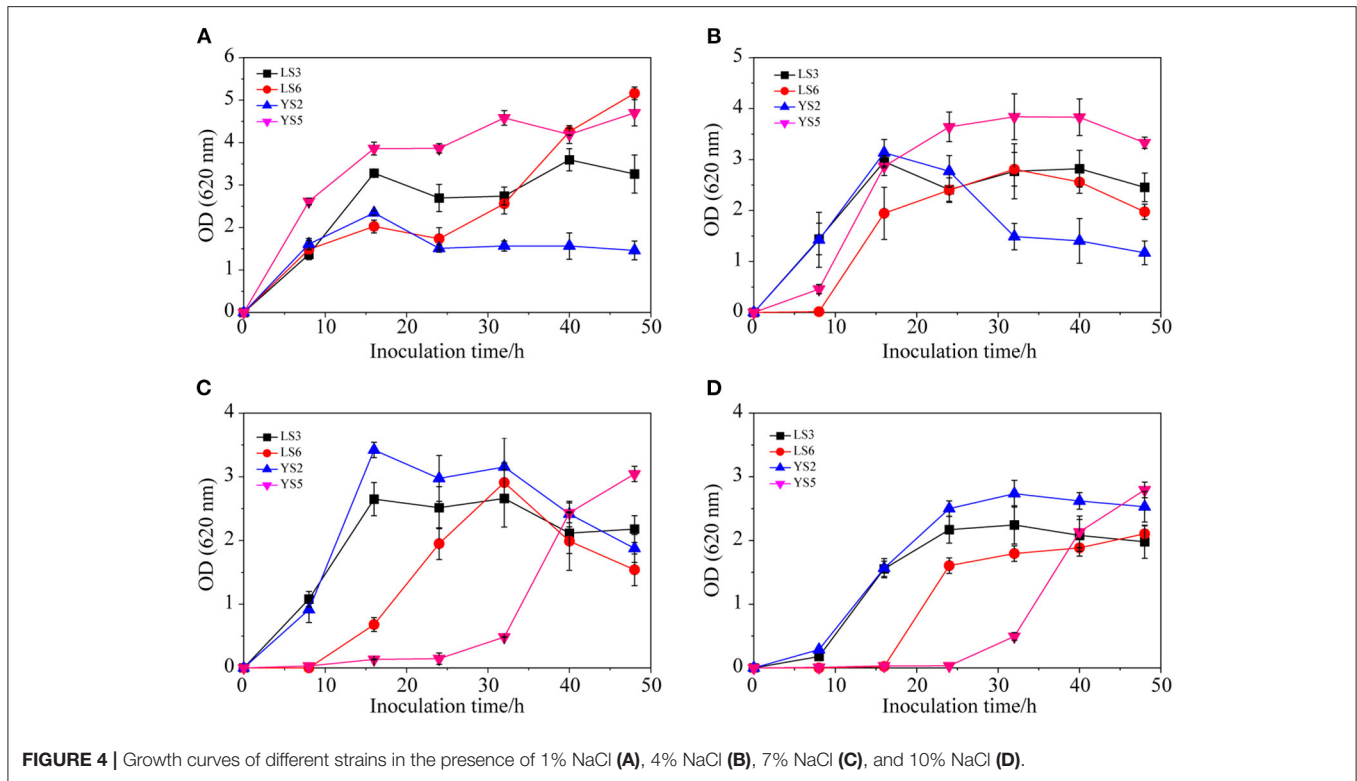 A
OD (620 nm)
6
5
4
3
2
1
0
LS3
LS6
YS2
YS5
0 10 20 30 40 50
Inoculation time/h
B
OD (620 nm)
5
4
3
2
1
0
LS3
LS6
YS2
YS5
0 10 20 30 40 50
Inoculation time/h
C
OD (620 nm)
4
3
2
1
0
LS3
LS6
YS2
YS5
0 10 20 30 40 50
Inoculation time/h
D
OD (620 nm)
4
3
2
1
0
LS3
LS6
YS2
YS5
0 10 20 30 40 50
Inoculation time/h
FIGURE 4 | Growth curves of different strains in the presence of 1% NaCl (A), 4% NaCl (B), 7% NaCl (C), and 10% NaCl (D).